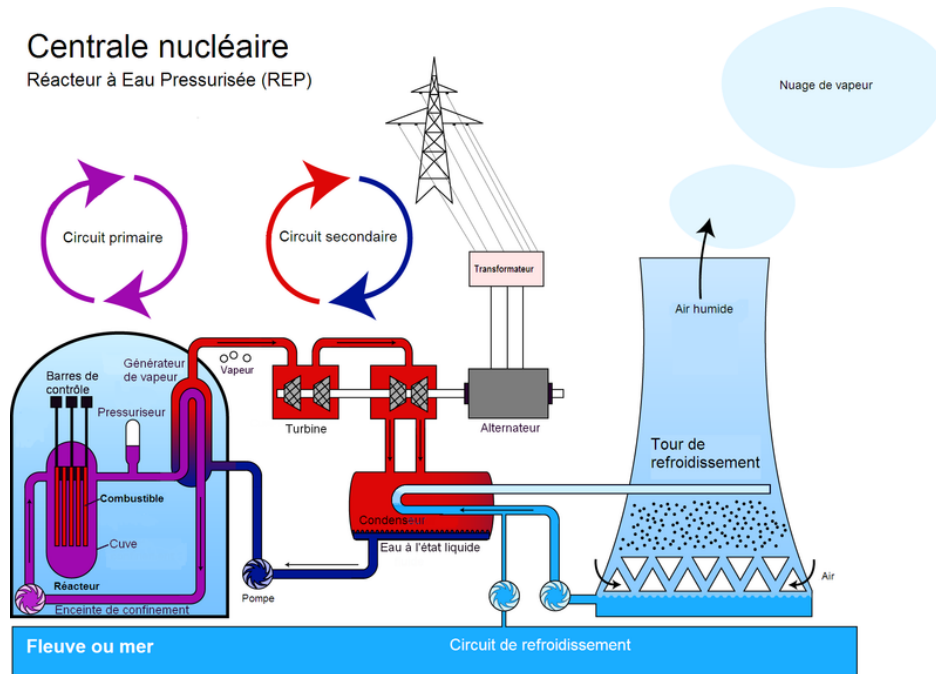 Centrale nucléaire
Réacteur à Eau Pressurisée (REP)
Nuage de vapeur
Circuit primaire
Circuit secondaire
Transformateur
Air humide
Générateur
de vapeur
Vapeur
Barres de
contrôle
Pressuriseur
Turbine
Alternateur
Tour de
refroidissement
Combustible
Cuve
Réacteur
Enceinte de confinement
Eau à l'état liquide
Pompe
Air
Fleuve ou mer
Circuit de refroidissement